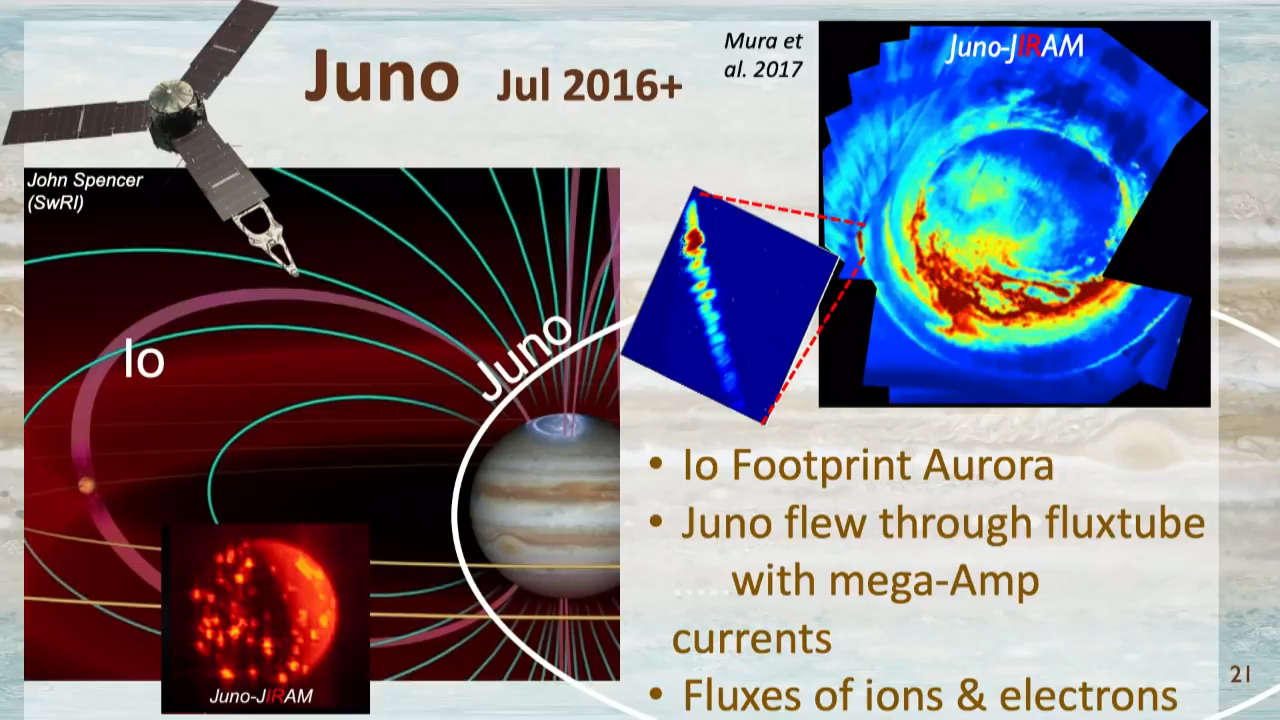 Juno Jul 2016+
Mura et
al. 2017
Juno-JIRAM
John Spencer
(SwRI)
Io
Juno
Juno-JIRAM
• Io Footprint Aurora
• Juno flew through fluxtube
.....with mega-Amp
currents
• Fluxes of ions & electrons
21